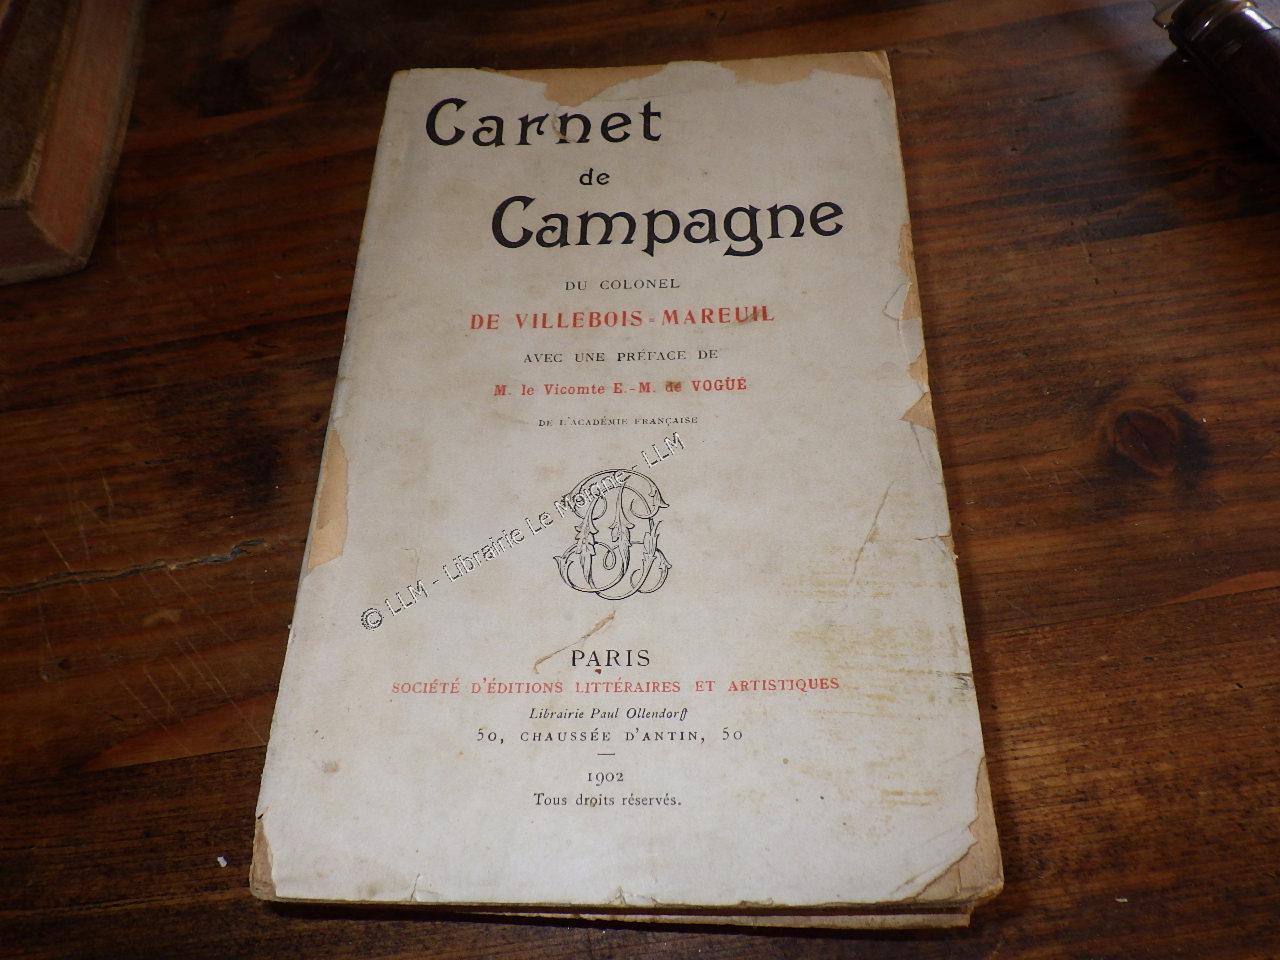 Carnet
de
Campagne
DU COLONEL
DE VILLEBOIS-MAREUIL
AVEC UNE PRÉFACE DE
M. le Vicomte E.-M. de VOGÜÉ
DE L'ACADÉMIE FRANÇAISE
© LLM - Librairie Le Moigne - LLM
PARIS
SOCIÉTÉ D'ÉDITIONS LITTÉRAIRES ET ARTISTIQUES
Librairie Paul Ollendorff
50, CHAUSSÉE D'ANTIN, 50
1902
Tous droits réservés.